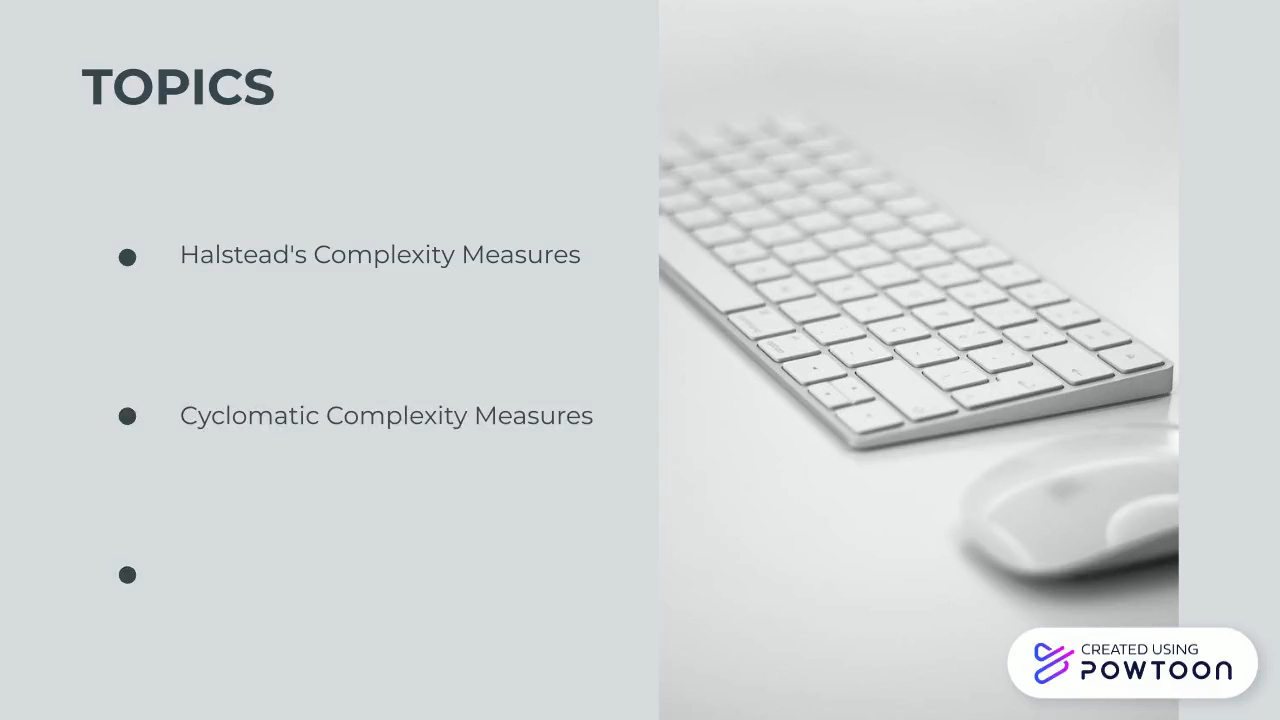 TOPICS
Halstead's Complexity Measures
Cyclomatic Complexity Measures
CREATED USING
POWTOON